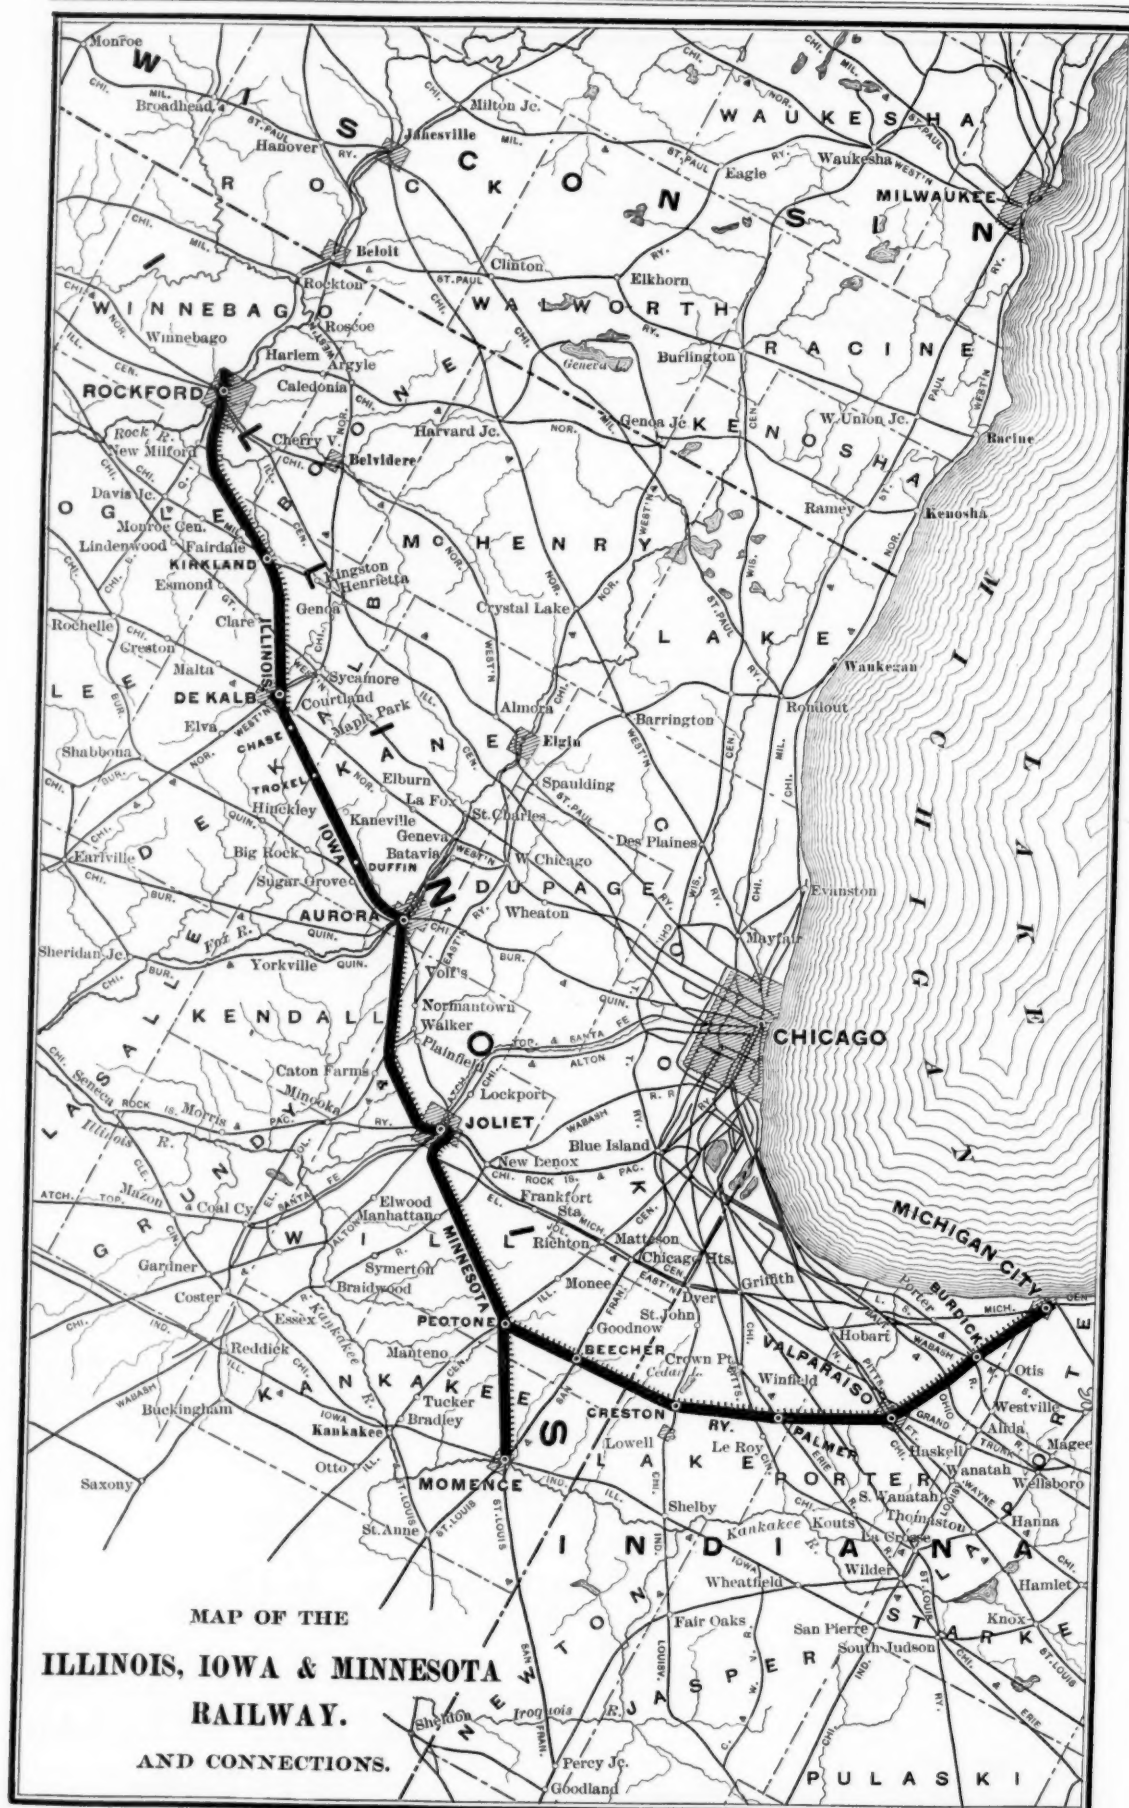 Monroe
WISCONSIN
Broadhead
Milton Jc.
Janesville
Hanover
WAUKESHA
Waukesha
Eagle
MILWAUKEE
ROCK
Beloit
Clinton
Rockton
Elkhorn
WALWORTH
WINNEBAGO
Winnebago
Roscoe
Harlem
Argyle
Caledonia
Geneva L.
Burlington
RACINE
ROCKFORD
Rock R.
New Milford
Cherry V.
Belvidere
Harvard Jc.
Genoa Jc.
KENOSHA
W. Union Jc.
Racine
BOONE
Davis Jc.
OGLE
Monroe Cen.
Lindenwood
Fairdale
KIRKLAND
Ramey
Kenosha
McHENRY
Kingston
Henrietta
Esmond
Genoa
Clare
Crystal Lake
LAKE
Rochelle
Creston
Malta
Sycamore
Waukegan
LEE
DE KALB
Courtland
Maple Park
Almora
Barrington
Rondout
Elva
CHASE
KANE
Elgin
Shabbona
TROXEL
Elburn
Spaulding
Hinckley
La Fox
Kaneville
St. Charles
Geneva
Batavia
Des Plaines
Earlville
Big Rock
DUFFIN
W. Chicago
Sugar Grove
DUPAGE
Evanston
AURORA
Wheaton
Fox R.
Mayfair
Sheridan Jc.
Yorkville
Volf's
Normantown
KENDALL
Walker
Plainfield
CHICAGO
LAKE MICHIGAN
Caton Farms
Seneca
Morris
Minooka
Lockport
Illinois R.
JOLIET
Blue Island
LA SALLE
GRUNDY
New Lenox
Mazon
Coal Cy.
Elwood
Manhattan
Frankfort
Sta.
Richton
Matteson
Chicago Hts.
MICHIGAN CITY
WILL
Symerton
Gardner
Braidwood
Monee
Dyer
Griffith
Porter
BURDICK
Coster
Essex
Kankakee R.
PEOTONE
St. John
Goodnow
Hobart
Reddick
Manteno
BEECHER
Crown Pt.
Cedar L.
VALPARAISO
Otis
KANKAKEE
Winfield
Westville
Buckingham
Tucker
Bradley
CRESTON
PALMER
Alida
Kankakee
Lowell
Le Roy
Haskell
Magee
Otto
LAKE
Wanatah
Wellsboro
Saxony
MOMENCE
PORTER
S. Wanatah
St. Anne
Shelby
Kankakee R.
Kouts
Thomaston
Hanna
La Crosse
INDIANA
Wilder
Wheatfield
Hamlet
LA PORTE
Fair Oaks
San Pierre
STARKE
Knox
South Judson
NEWTON
JASPER
Sheldon
Iroquois R.
Percy Jc.
Goodland
PULASKI
ILLINOIS
ILLINOIS, IOWA & MINNESOTA RY.
DE KALB
COOK
MAP OF THE
ILLINOIS, IOWA & MINNESOTA
RAILWAY.
AND CONNECTIONS.